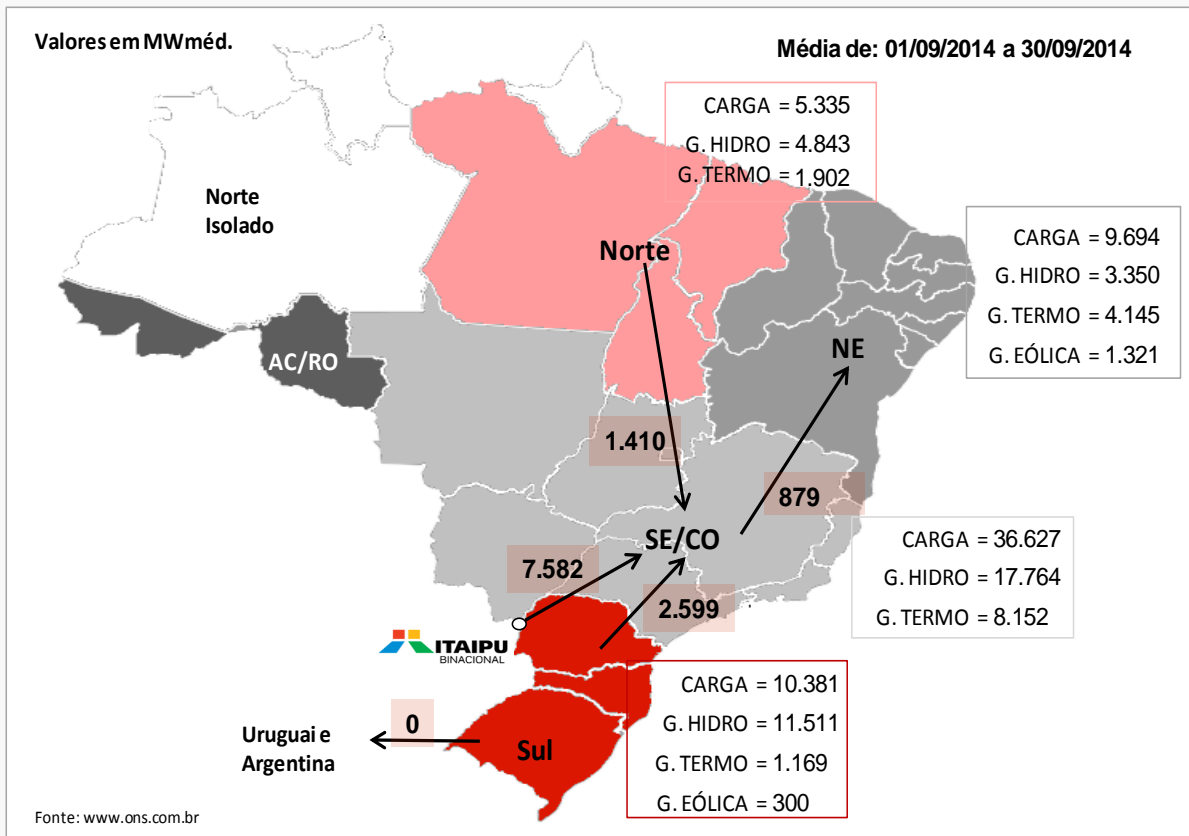 Valores em MWméd.
Média de: 01/09/2014 a 30/09/2014
CARGA = 5.335
G. HIDRO = 4.843
G. TERMO = 1.902
Norte
Isolado
Norte
CARGA = 9.694
G. HIDRO = 3.350
G. TERMO = 4.145
G. EÓLICA = 1.321
AC/RO
NE
1.410
879
SE/CO
CARGA = 36.627
G. HIDRO = 17.764
G. TERMO = 8.152
7.582
2.599
ITAIPU
BINACIONAL
CARGA = 10.381
G. HIDRO = 11.511
G. TERMO = 1.169
G. EÓLICA = 300
0
Uruguai e
Argentina
Sul
Fonte: www.ons.com.br